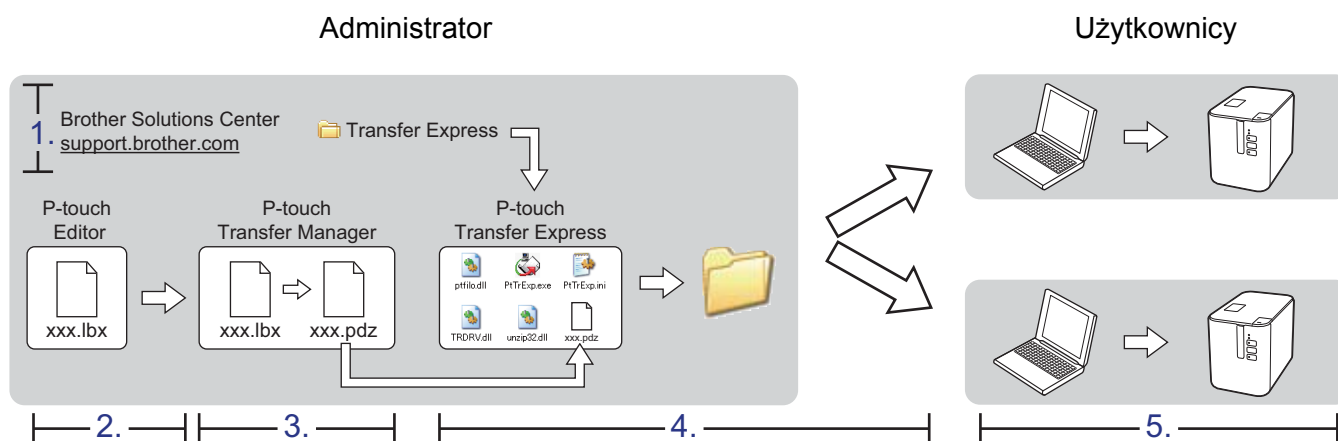 Administrator
Użytkownicy
1.
Brother Solutions Center
support.brother.com
Transfer Express
P-touch
Editor
xxx.lbx
P-touch
Transfer Manager
xxx.lbx
xxx.pdz
P-touch
Transfer Express
ptfilo.dll
PtTrExp.exe
PtTrExp.ini
TRDRV.dll
unzip32.dll
xxx.pdz
2.
3.
4.
5.